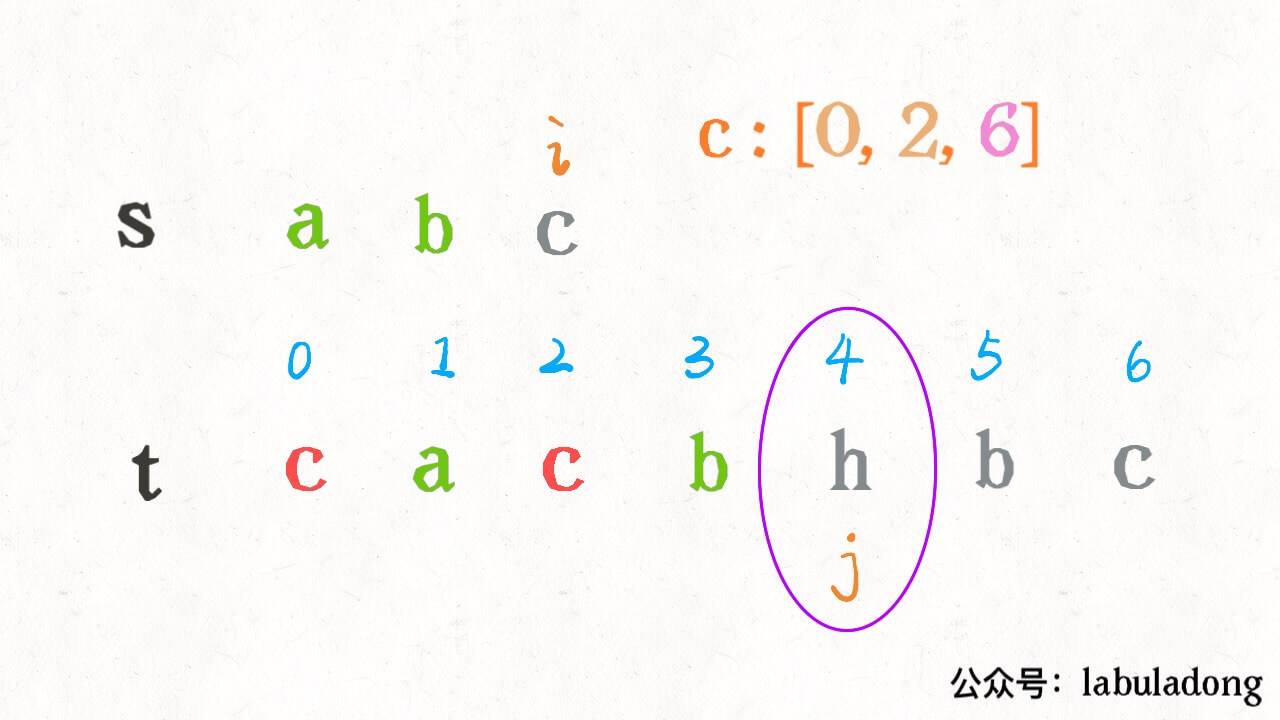 i c : [0, 2, 6]
s a b c
0 1 2 3 4 5 6
t c a c b h b c
j
公众号：labuladong